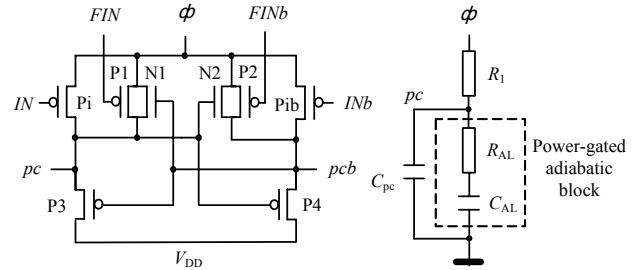 FIN
ϕ
FINb
P1 N1 N2 P2
IN Pi Pib INb
pc pcb
P3 P4
VDD
ϕ
R1
pc
RAL
Cpc
CAL
Power-gated
adiabatic
block